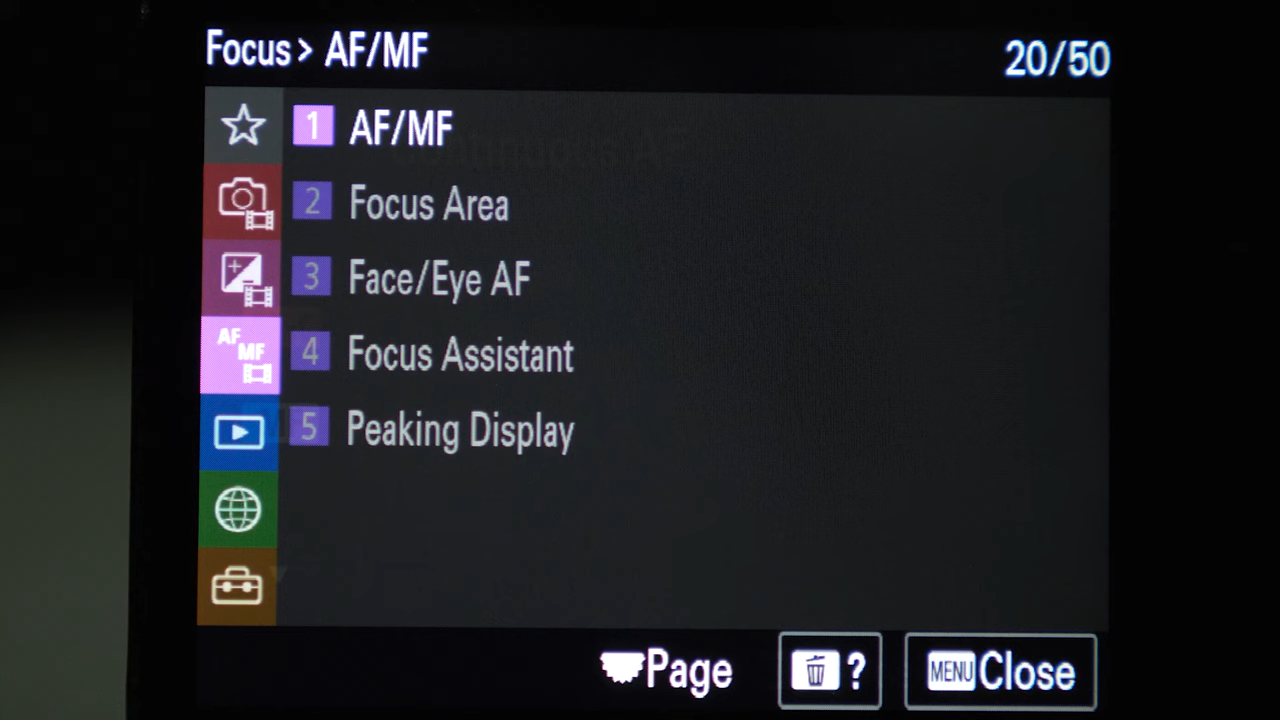 Focus> AF/MF
20/50
1 AF/MF
2 Focus Area
3 Face/Eye AF
4 Focus Assistant
5 Peaking Display
AF
MF
Page
?
MENU Close